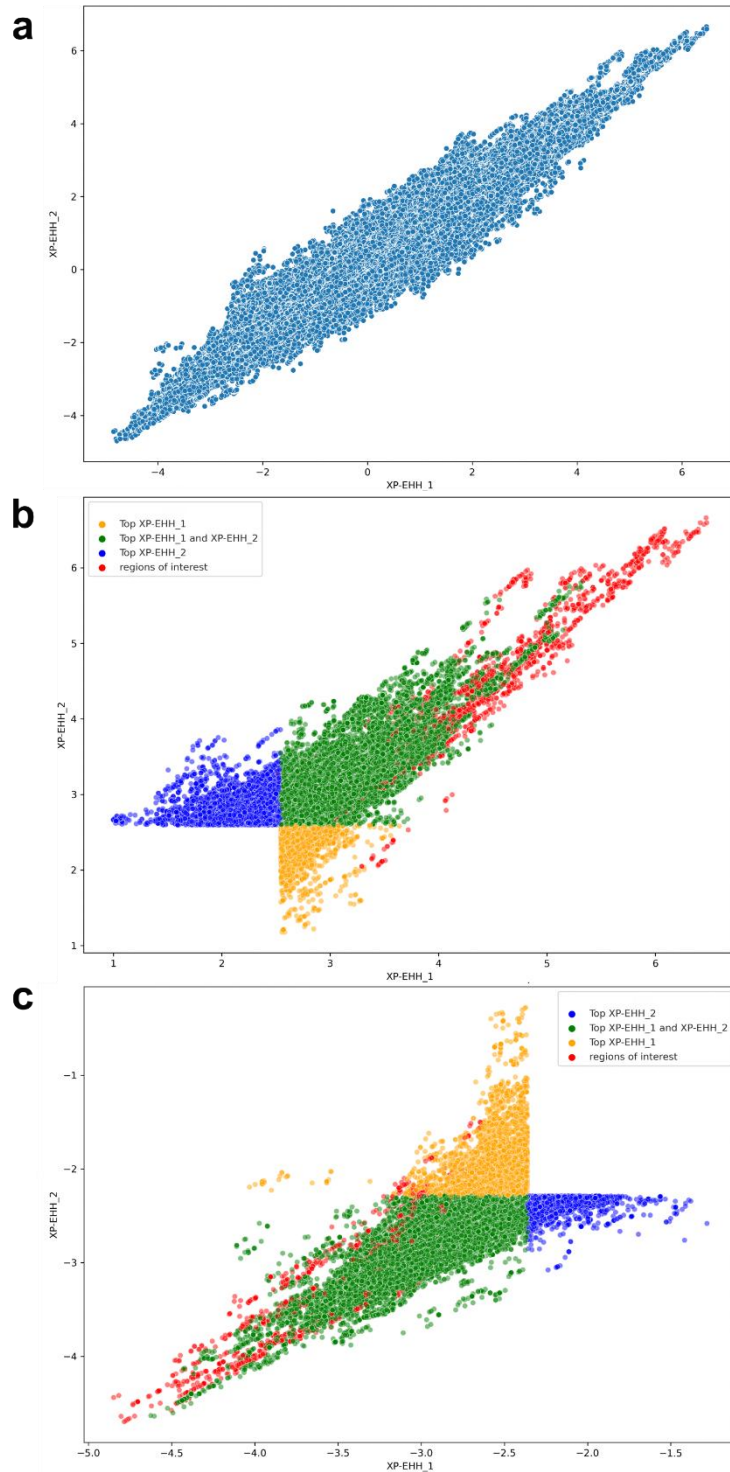 a
6
4
2
0
−2
−4
XP-EHH_2
−4
−2
0
2
4
6
XP-EHH_1
b
Top XP-EHH_1
Top XP-EHH_1 and XP-EHH_2
Top XP-EHH_2
regions of interest
6
5
4
3
2
1
XP-EHH_2
1
2
3
4
5
6
XP-EHH_1
c
Top XP-EHH_2
Top XP-EHH_1 and XP-EHH_2
Top XP-EHH_1
regions of interest
−1
−2
−3
−4
XP-EHH_2
−5.0
−4.5
−4.0
−3.5
−3.0
−2.5
−2.0
−1.5
XP-EHH_1